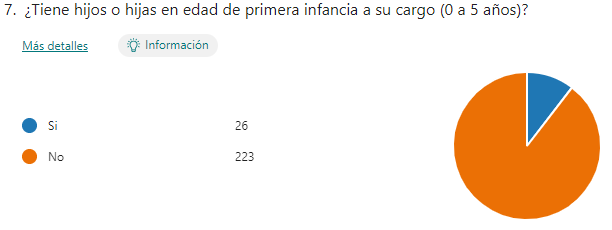 7. ¿Tiene hijos o hijas en edad de primera infancia a su cargo (0 a 5 años)?
Más detalles Información
Si 26
No 223